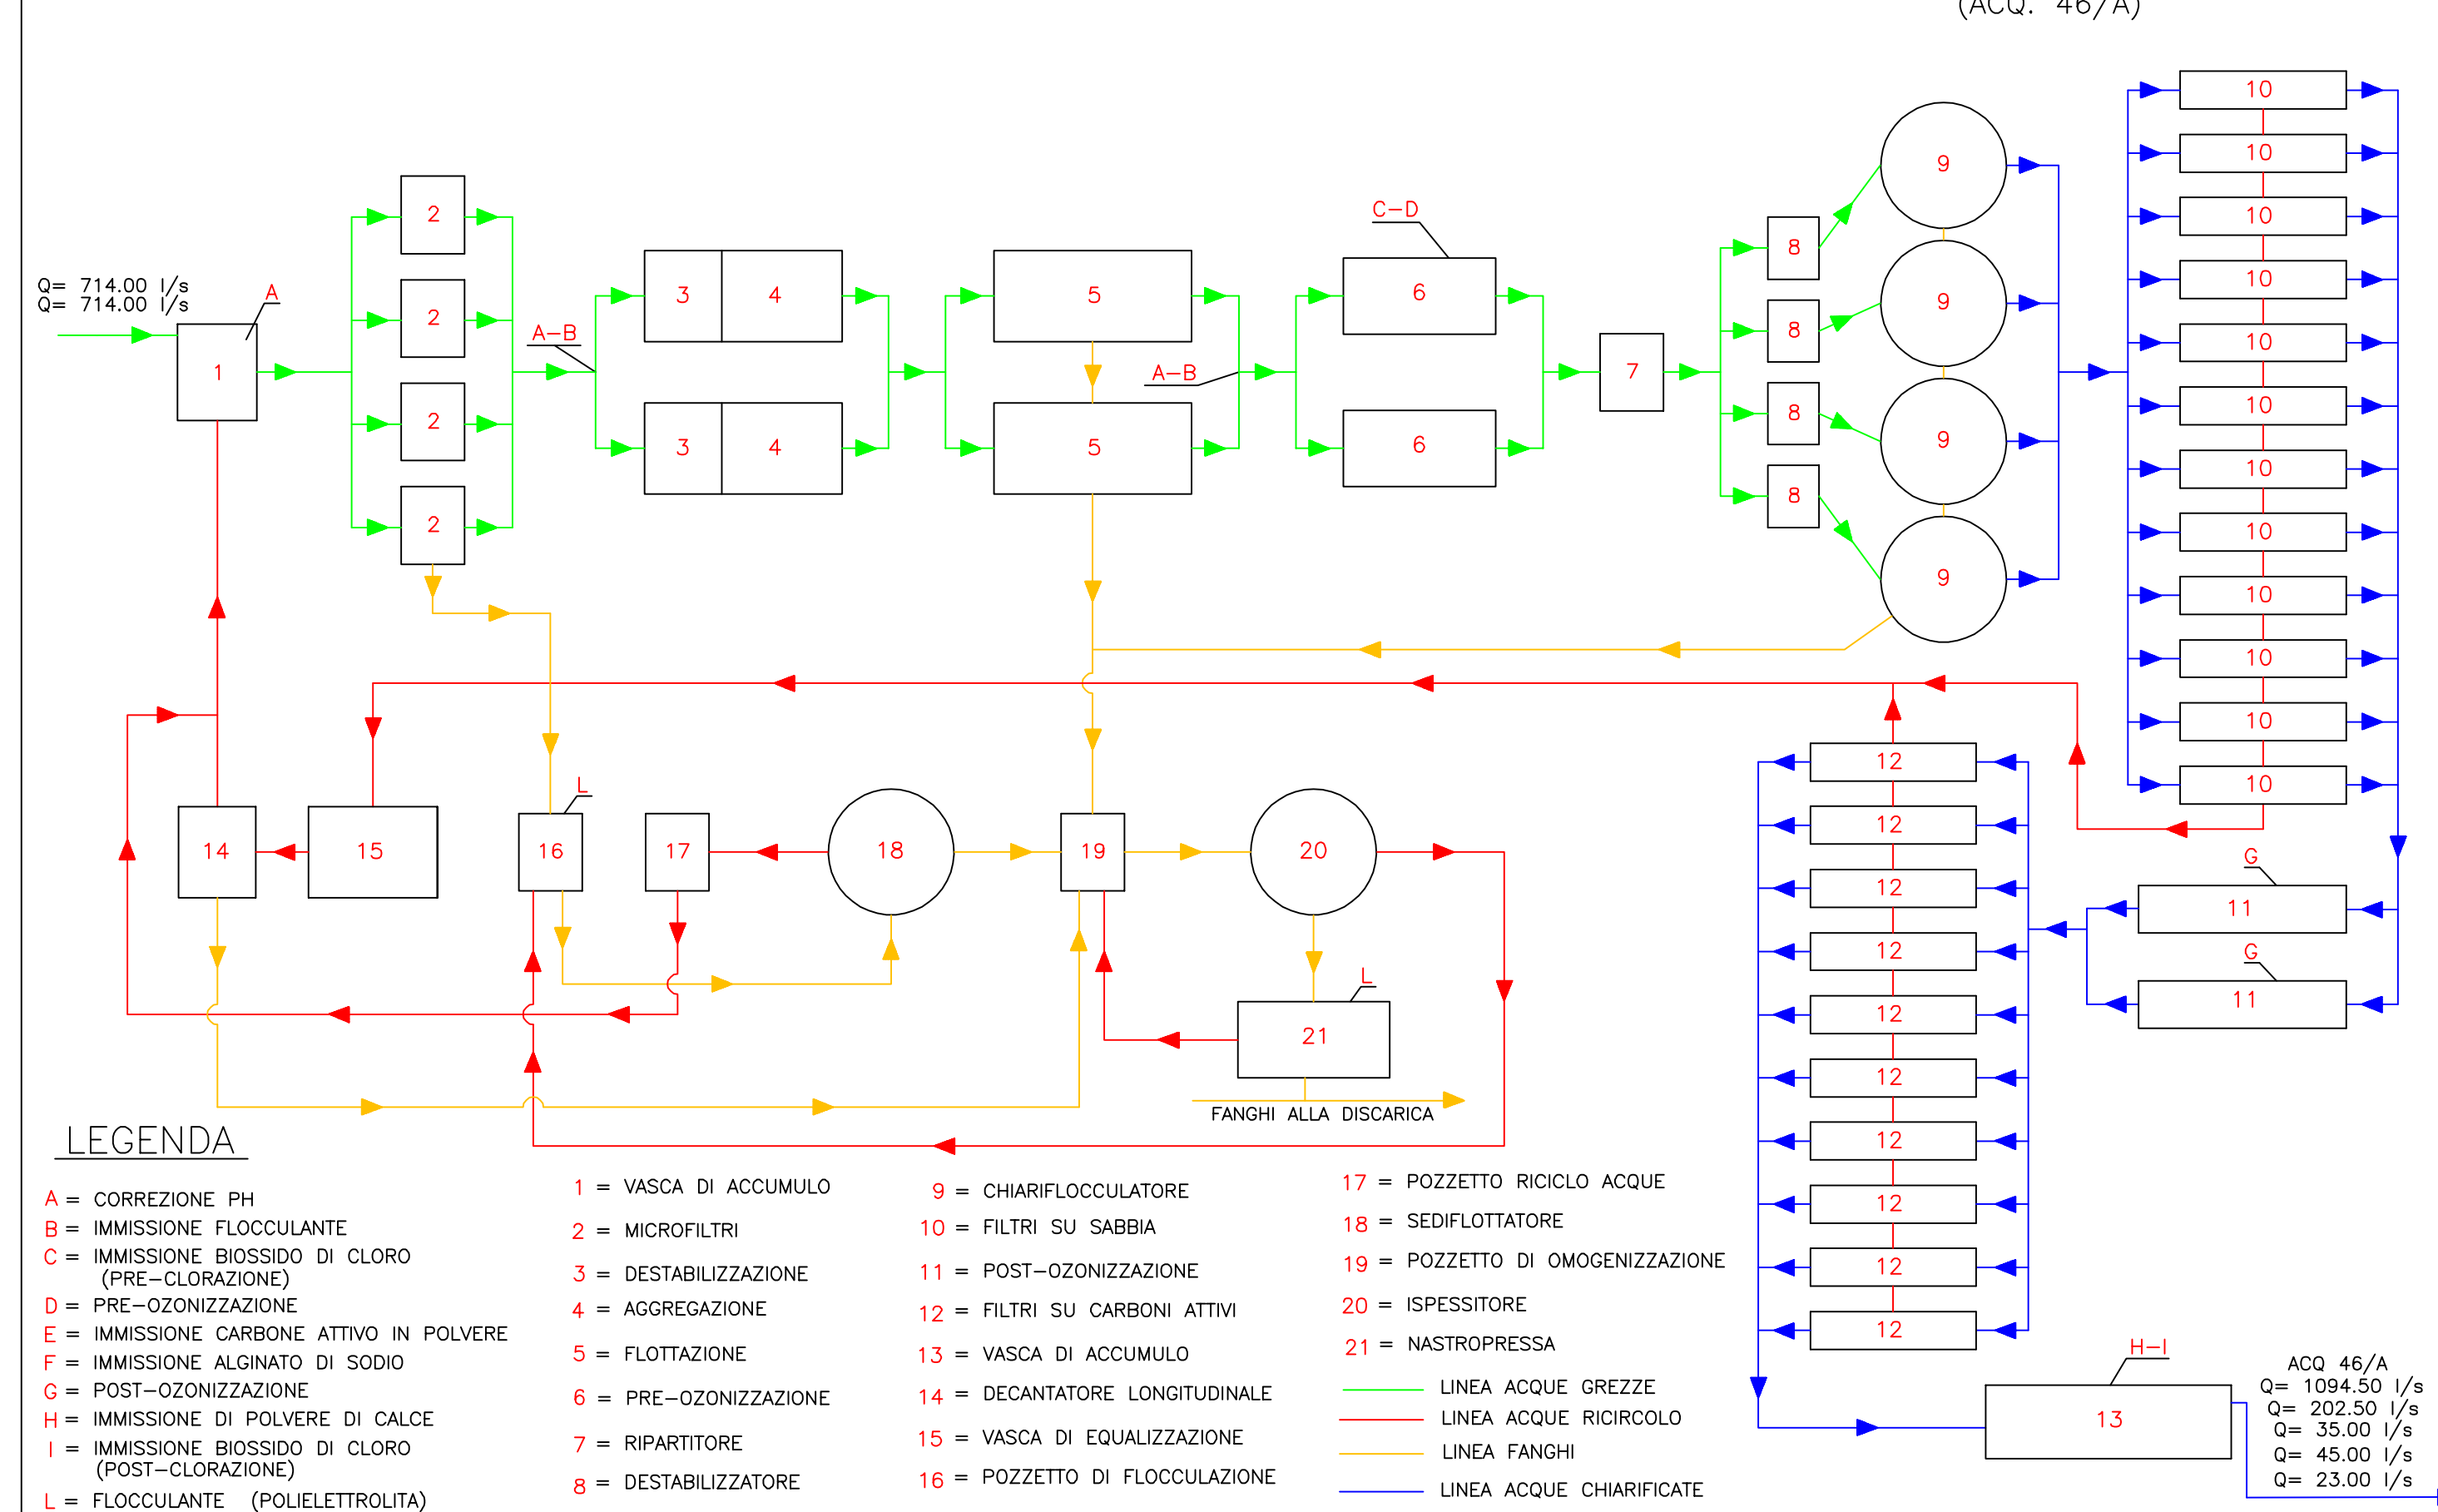 (ACQ. 46/A)
Q= 714.00 l/s
Q= 714.00 l/s
A
1
2
2
2
2
A-B
3
4
3
4
5
5
A-B
C-D
6
6
7
8
8
8
8
9
9
9
9
10
10
10
10
10
10
10
10
10
10
10
10
G
11
G
11
12
12
12
12
12
12
12
12
12
12
14
15
L
16
17
18
19
20
L
21
FANGHI ALLA DISCARICA
H-I
13
ACQ 46/A
Q= 1094.50 l/s
Q= 202.50 l/s
Q= 35.00 l/s
Q= 45.00 l/s
Q= 23.00 l/s
LEGENDA
A = CORREZIONE PH
B = IMMISSIONE FLOCCULANTE
C = IMMISSIONE BIOSSIDO DI CLORO
(PRE-CLORAZIONE)
D = PRE-OZONIZZAZIONE
E = IMMISSIONE CARBONE ATTIVO IN POLVERE
F = IMMISSIONE ALGINATO DI SODIO
G = POST-OZONIZZAZIONE
H = IMMISSIONE DI POLVERE DI CALCE
I = IMMISSIONE BIOSSIDO DI CLORO
(POST-CLORAZIONE)
L = FLOCCULANTE (POLIELETTROLITA)
1 = VASCA DI ACCUMULO
2 = MICROFILTRI
3 = DESTABILIZZAZIONE
4 = AGGREGAZIONE
5 = FLOTTAZIONE
6 = PRE-OZONIZZAZIONE
7 = RIPARTITORE
8 = DESTABILIZZATORE
9 = CHIARIFLOCCULATORE
10 = FILTRI SU SABBIA
11 = POST-OZONIZZAZIONE
12 = FILTRI SU CARBONI ATTIVI
13 = VASCA DI ACCUMULO
14 = DECANTATORE LONGITUDINALE
15 = VASCA DI EQUALIZZAZIONE
16 = POZZETTO DI FLOCCULAZIONE
17 = POZZETTO RICICLO ACQUE
18 = SEDIFLOTTATORE
19 = POZZETTO DI OMOGENIZZAZIONE
20 = ISPESSITORE
21 = NASTROPRESSA
LINEA ACQUE GREZZE
LINEA ACQUE RICIRCOLO
LINEA FANGHI
LINEA ACQUE CHIARIFICATE